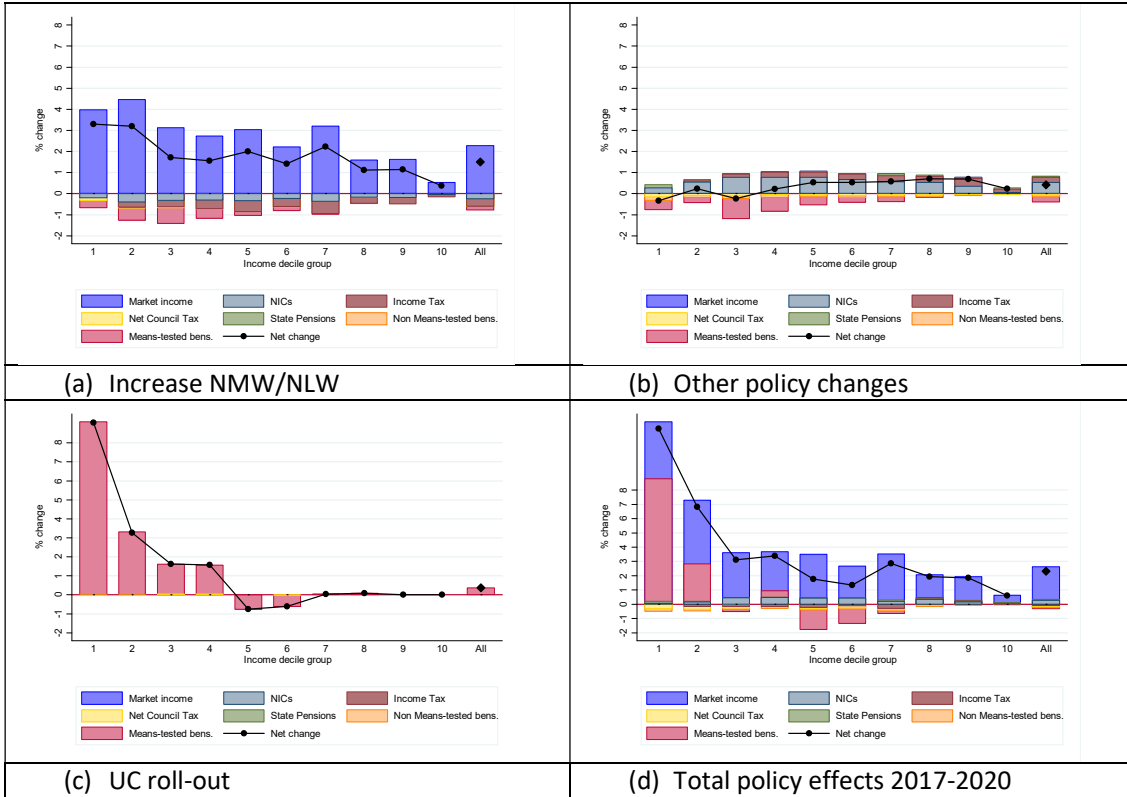 8
7
6
5
4
3
2
1
0
-1
-2
% change
1 2 3 4 5 6 7 8 9 10 All
Income decile group
Market income NICs Income Tax
Net Council Tax State Pensions Non Means-tested bens.
Means-tested bens. Net change
(a) Increase NMW/NLW
8
7
6
5
4
3
2
1
0
-1
-2
% change
1 2 3 4 5 6 7 8 9 10 All
Income decile group
Market income NICs Income Tax
Net Council Tax State Pensions Non Means-tested bens.
Means-tested bens. Net change
(b) Other policy changes
8
7
6
5
4
3
2
1
0
-1
-2
% change
1 2 3 4 5 6 7 8 9 10 All
Income decile group
Market income NICs Income Tax
Net Council Tax State Pensions Non Means-tested bens.
Means-tested bens. Net change
(c) UC roll-out
8
7
6
5
4
3
2
1
0
-1
-2
% change
1 2 3 4 5 6 7 8 9 10 All
Income decile group
Market income NICs Income Tax
Net Council Tax State Pensions Non Means-tested bens.
Means-tested bens. Net change
(d) Total policy effects 2017-2020